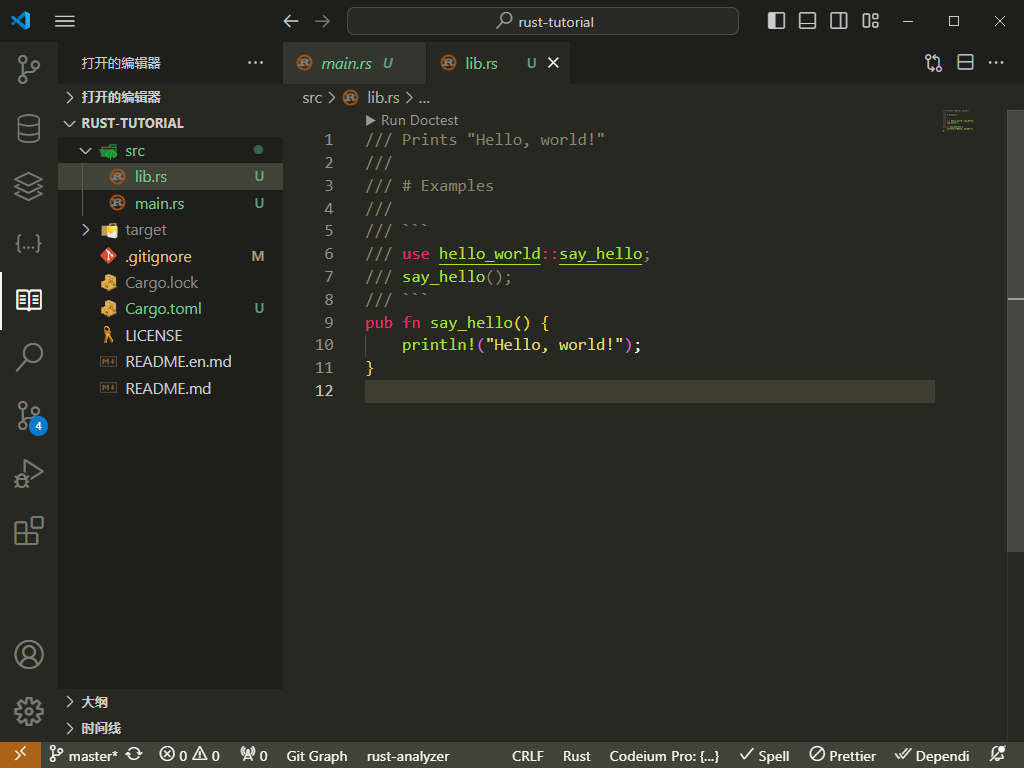 rust-tutorial
打开的编辑器
main.rs U
lib.rs U
打开的编辑器
src lib.rs ...
RUST-TUTORIAL
Run Doctest
src
lib.rs U
main.rs U
target
.gitignore M
Cargo.lock
Cargo.toml U
LICENSE
README.en.md
README.md
1 /// Prints "Hello, world!"
2 ///
3 /// # Examples
4 ///
5 /// ```
6 /// use hello_world::say_hello;
7 /// say_hello();
8 /// ```
9 pub fn say_hello() {
10 println!("Hello, world!");
11 }
12
4
大纲
时间线
master* 0 0 0 Git Graph rust-analyzer CRLF Rust Codeium Pro: {...} Spell Prettier Dependi